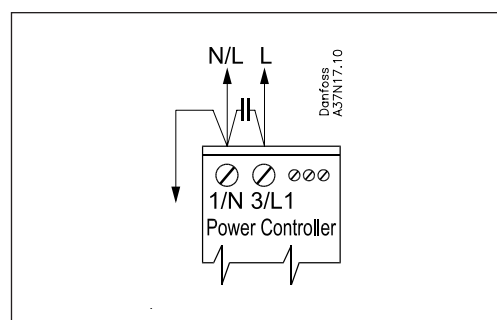 N/L L
Danfoss
A37N17.10
1/N 3/L1
Power Controller